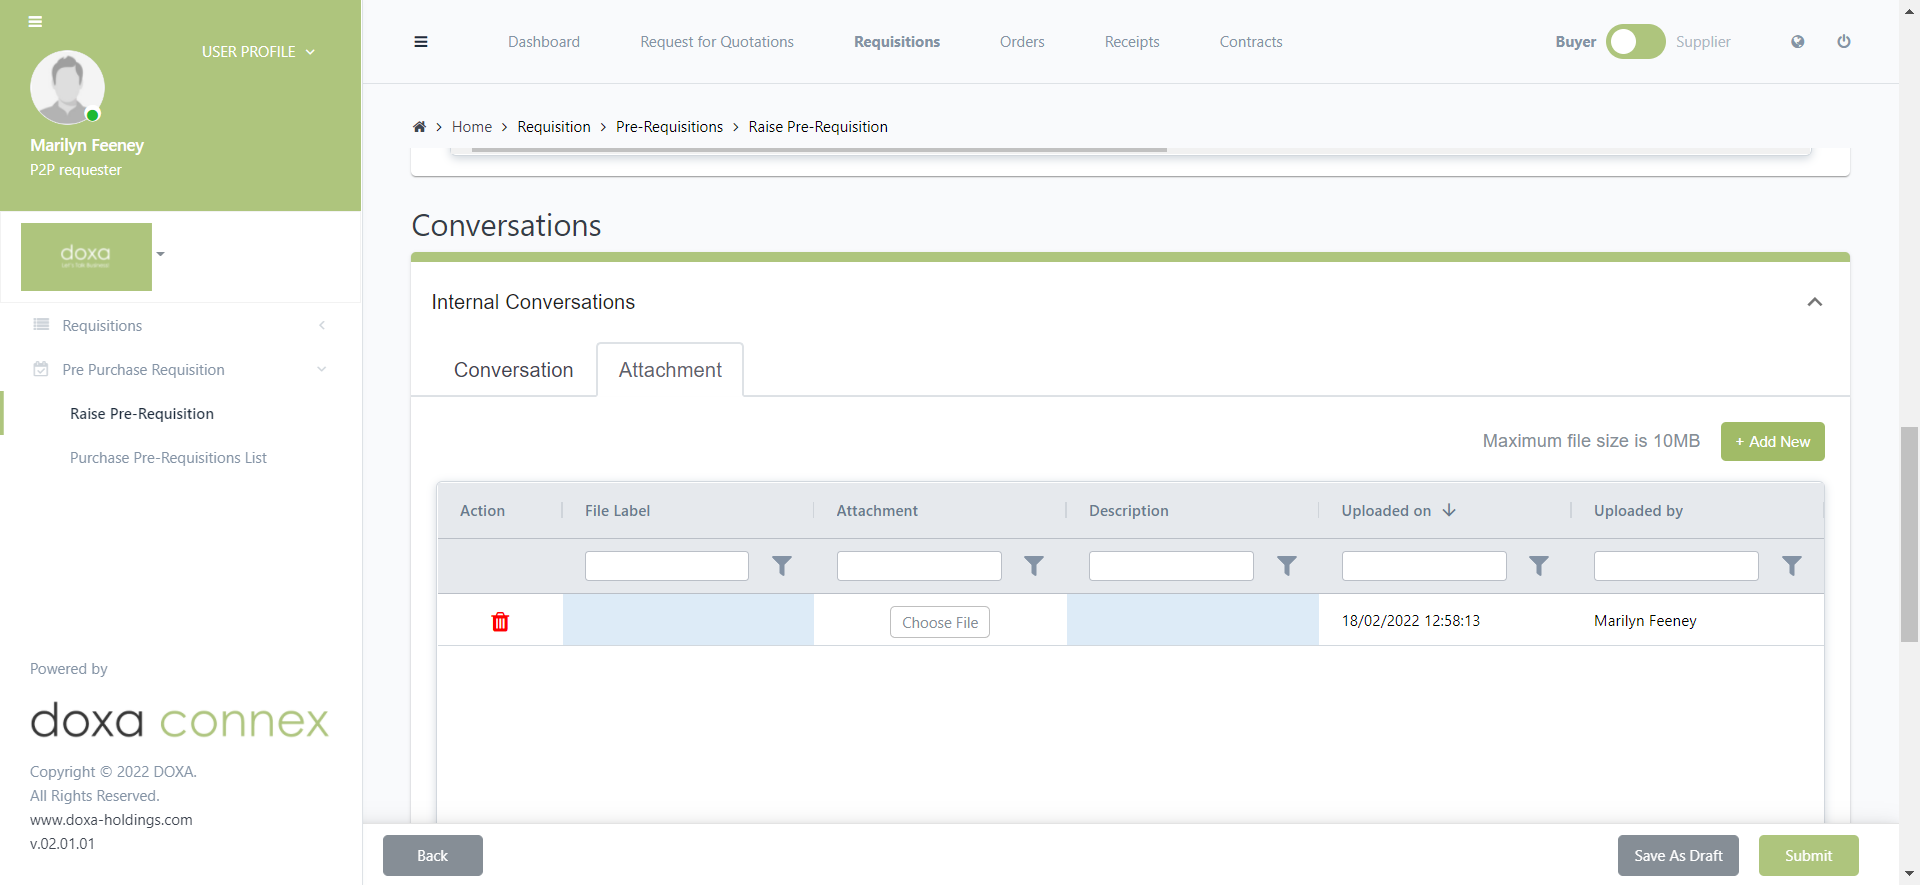 USER PROFILE
Marilyn Feeney
P2P requester
doxa
Requisitions
Pre Purchase Requisition
Raise Pre-Requisition
Purchase Pre-Requisitions List
Powered by
doxa connex
Copyright © 2022 DOXA.
All Rights Reserved.
www.doxa-holdings.com
v.02.01.01
Dashboard
Request for Quotations
Requisitions
Orders
Receipts
Contracts
Buyer
Supplier
Home > Requisition > Pre-Requisitions > Raise Pre-Requisition
Conversations
Internal Conversations
Conversation
Attachment
Maximum file size is 10MB
+ Add New
Action
File Label
Attachment
Description
Uploaded on
Uploaded by
Choose File
18/02/2022 12:58:13
Marilyn Feeney
Back
Save As Draft
Submit